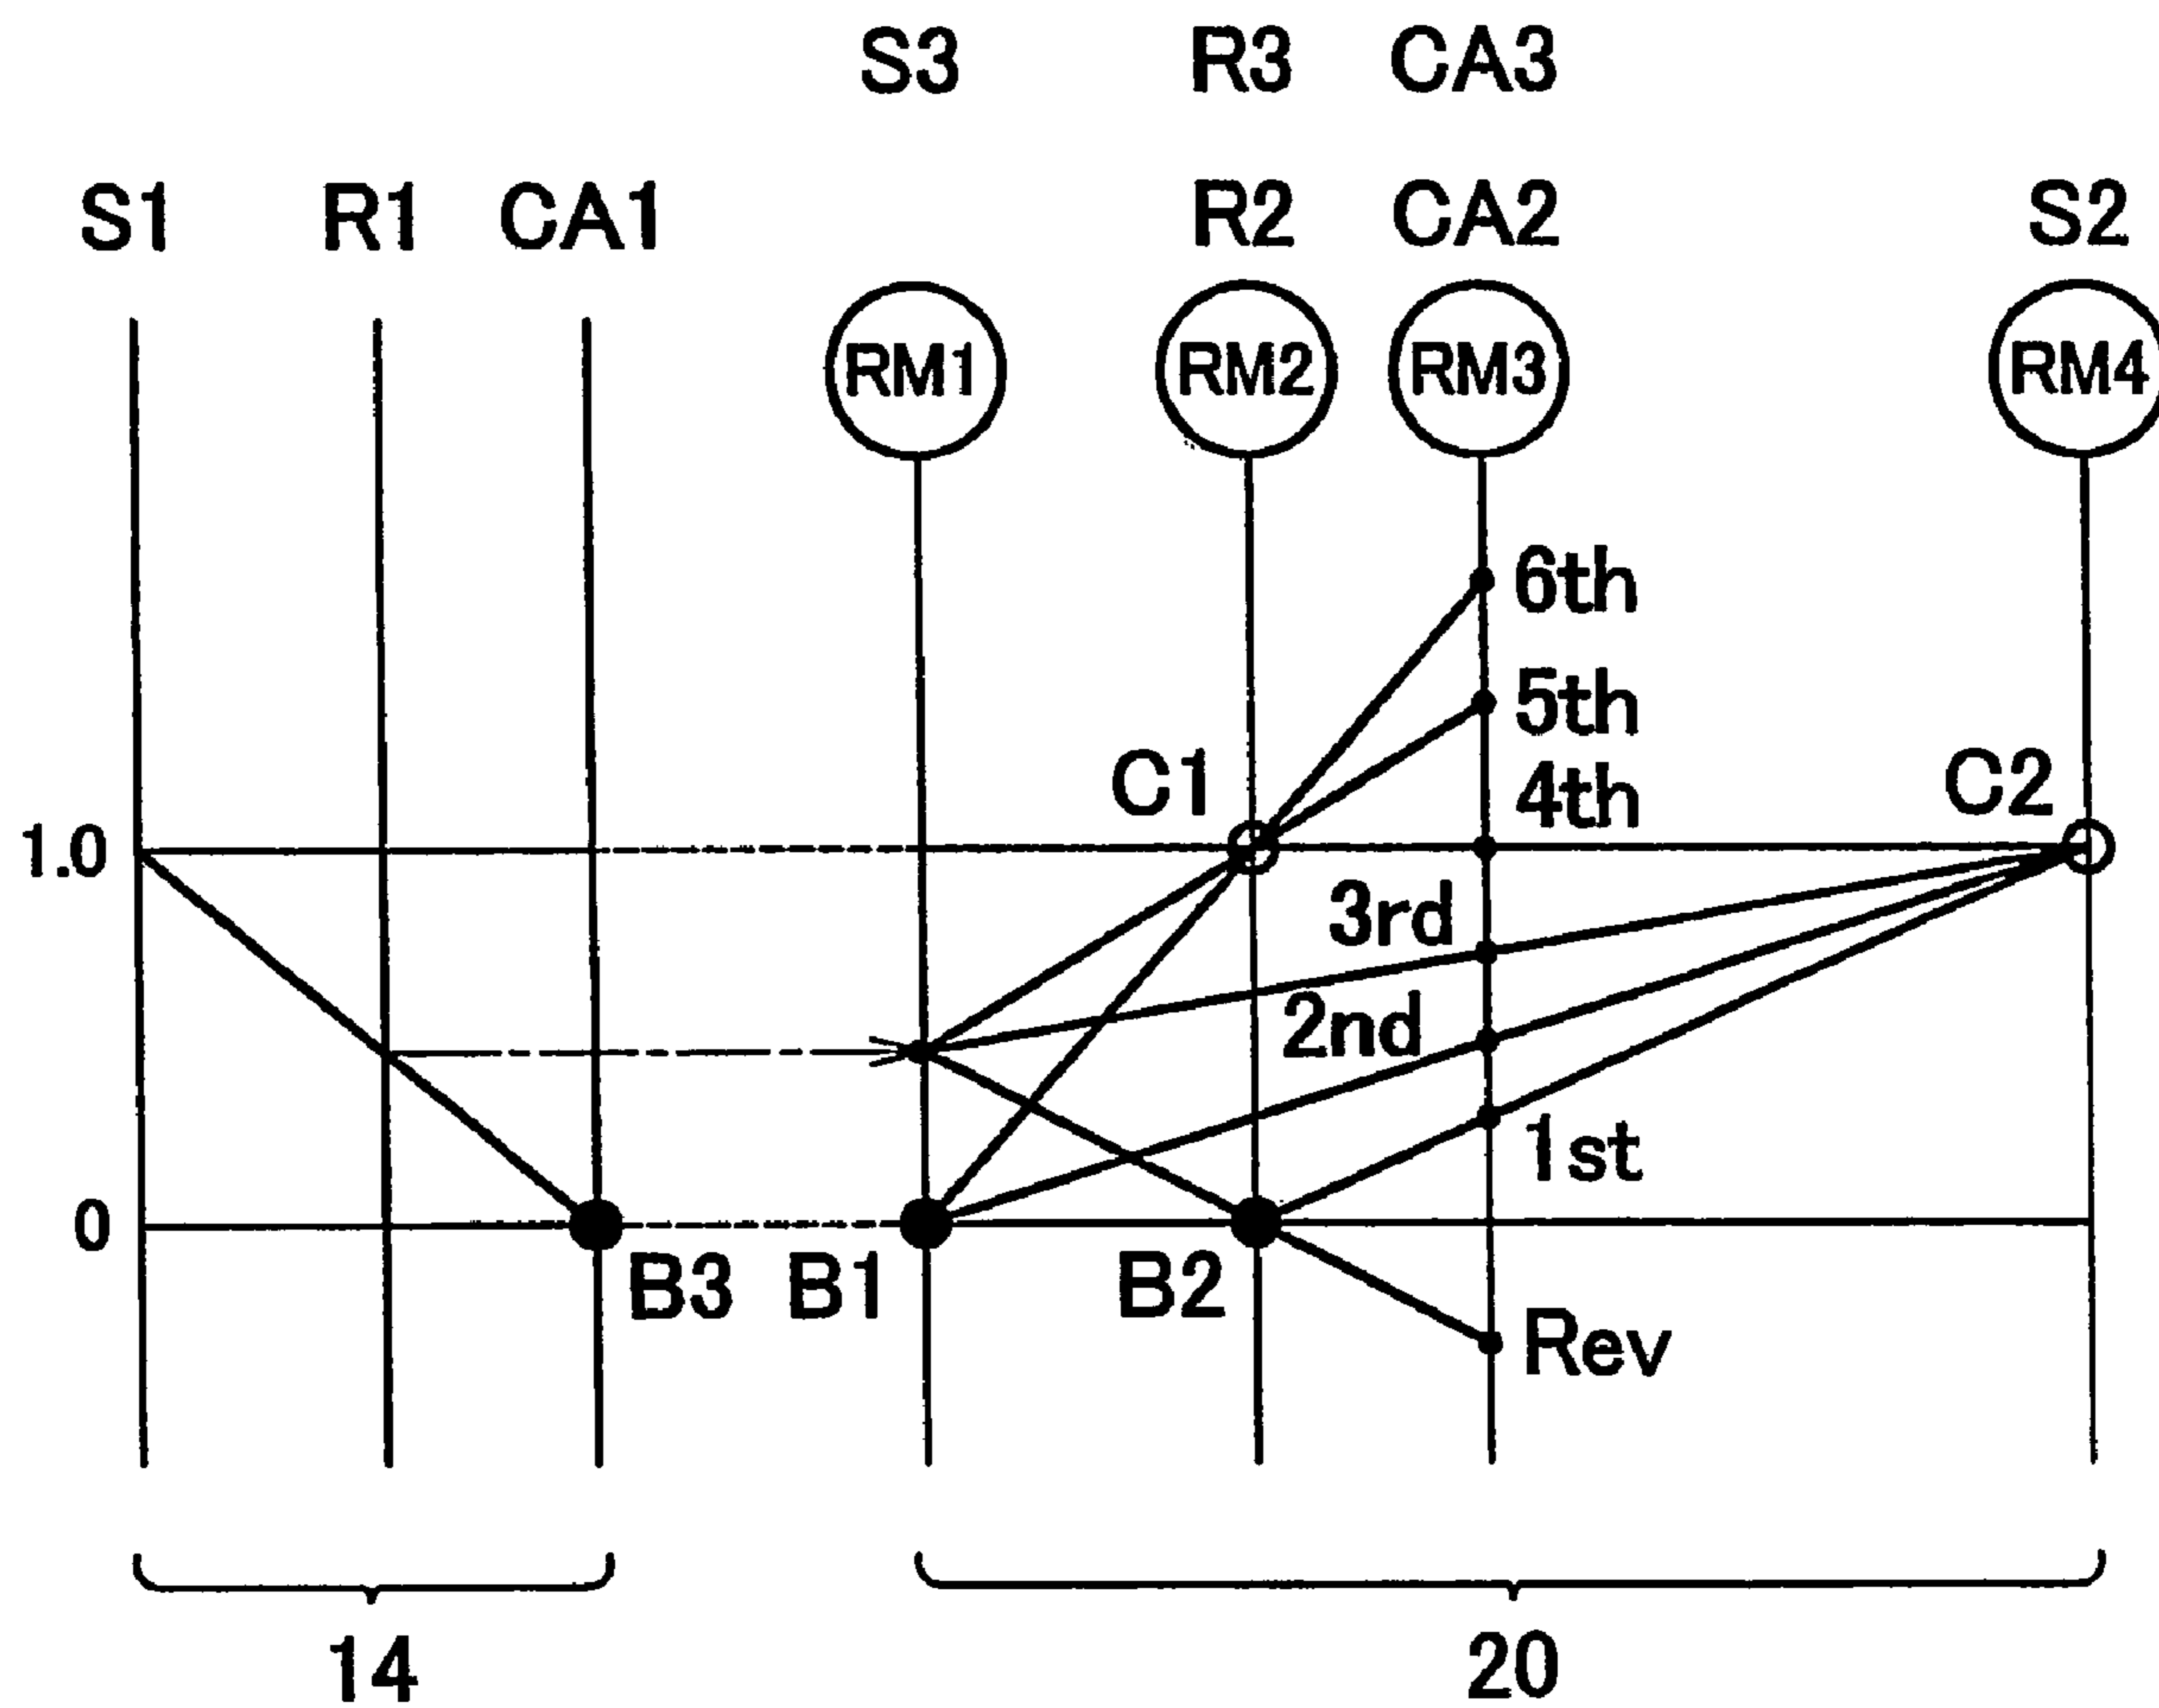 S3 R3 CA3
S1 R1 CA1 R2 CA2 S2
RM1 RM2 RM3 RM4
6th
5th
C1 4th C2
1.0
3rd
2nd
1st
0
B3 B1 B2
Rev
14 20